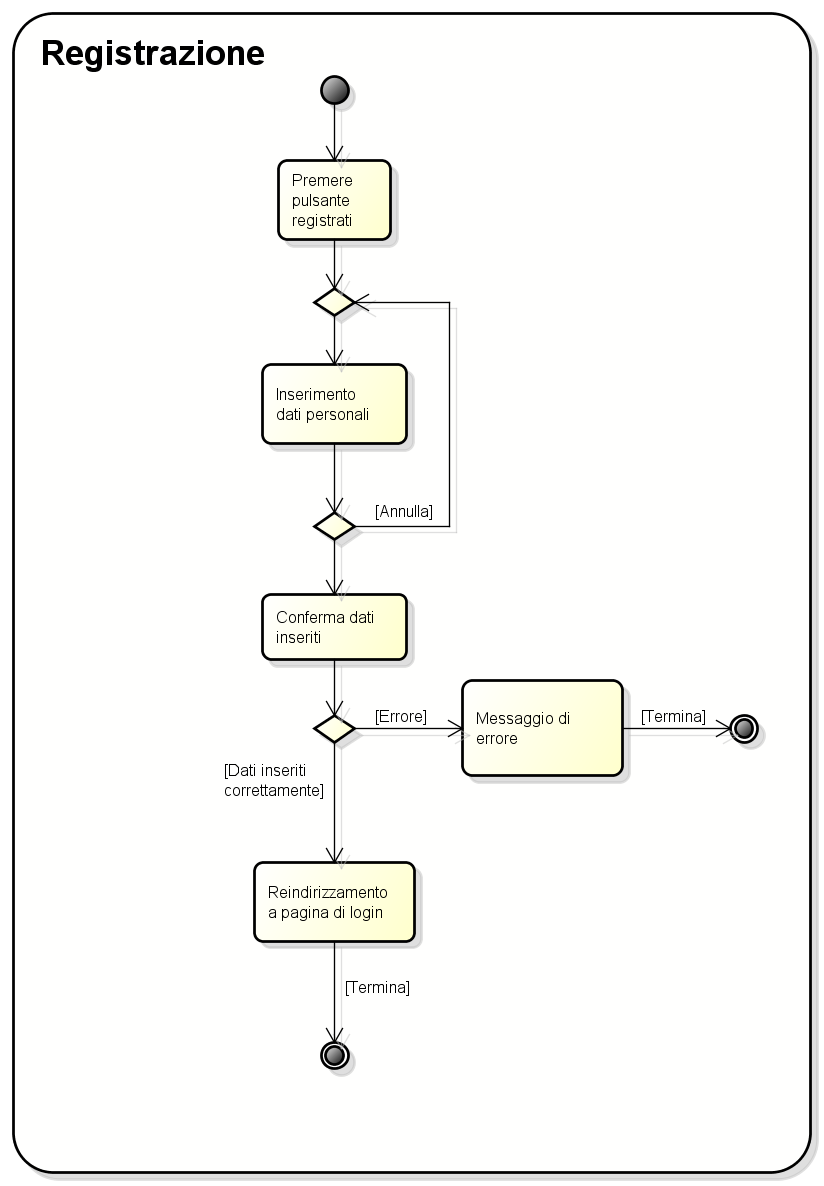 Registrazione
Premere
pulsante
registrati
Inserimento
dati personali
[Annulla]
Conferma dati
inseriti
[Errore]
Messaggio di
errore
[Termina]
[Dati inseriti
correttamente]
Reindirizzamento
a pagina di login
[Termina]